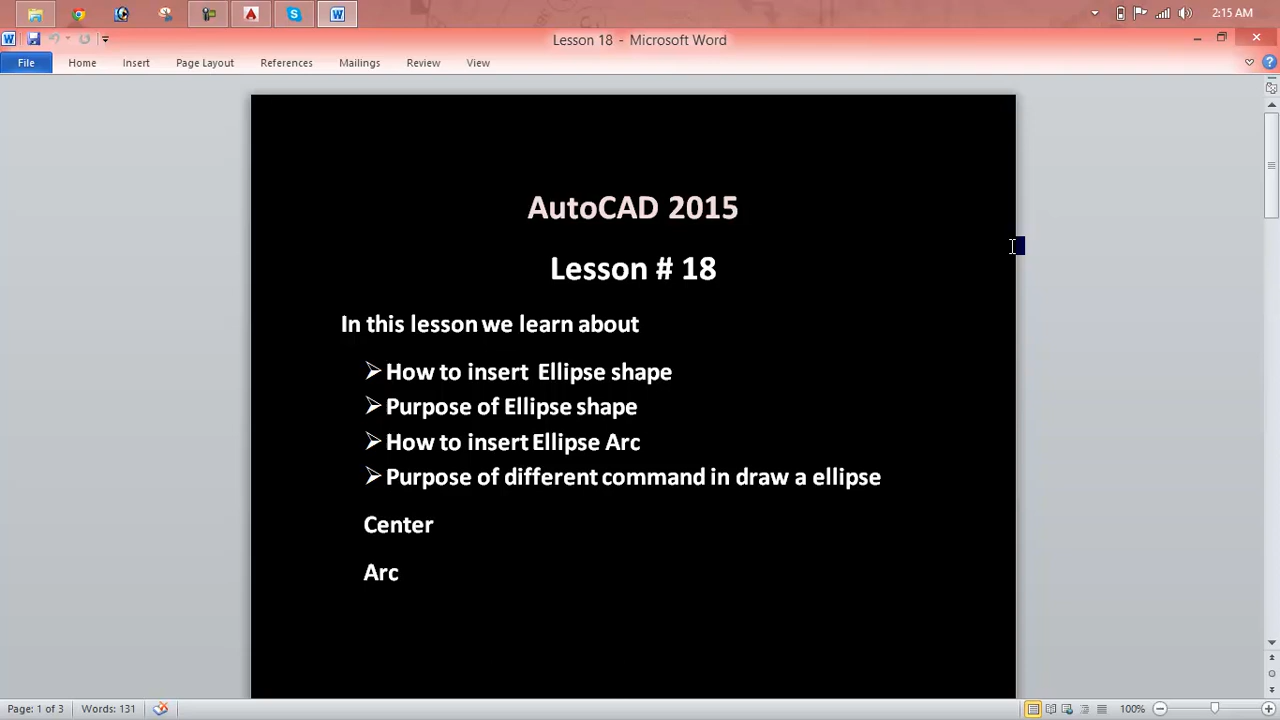 2:15 AM
Lesson 18 - Microsoft Word
File Home Insert Page Layout References Mailings Review View
AutoCAD 2015
Lesson # 18
In this lesson we learn about
➢ How to insert Ellipse shape
➢ Purpose of Ellipse shape
➢ How to insert Ellipse Arc
➢ Purpose of different command in draw a ellipse
Center
Arc
Page: 1 of 3 Words: 131 100%